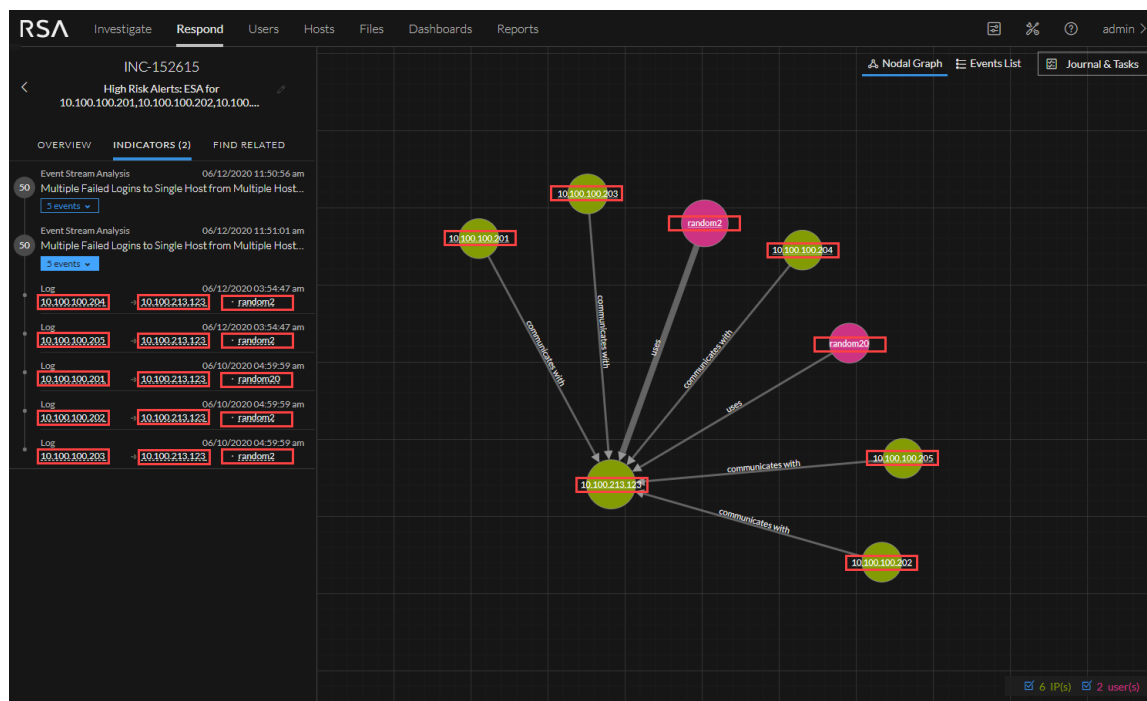 RSA Investigate Respond Users Hosts Files Dashboards Reports admin
INC-152615
High Risk Alerts: ESA for
10.100.100.201,10.100.100.202,10.100....
OVERVIEW INDICATORS (2) FIND RELATED
Event Stream Analysis 06/12/2020 11:50:56 am
50 Multiple Failed Logins to Single Host from Multiple Host...
5 events
Event Stream Analysis 06/12/2020 11:51:01 am
50 Multiple Failed Logins to Single Host from Multiple Host...
5 events
Log 06/12/2020 03:54:47 am
10.100.100.204 → 10.100.213.123 · random2
Log 06/12/2020 03:54:47 am
10.100.100.205 → 10.100.213.123 · random2
Log 06/10/2020 04:59:59 am
10.100.100.201 → 10.100.213.123 · random20
Log 06/10/2020 04:59:59 am
10.100.100.202 → 10.100.213.123 · random2
Log 06/10/2020 04:59:59 am
10.100.100.203 → 10.100.213.123 · random2
Nodal Graph Events List Journal & Tasks
10.100.100.203
random2
10.100.100.201
10.100.100.204
communicates with
communicates with
uses
communicates with
random20
uses
10.100.100.205
communicates with
10.100.213.123
communicates with
10.100.100.202
6 IP(s) 2 user(s)